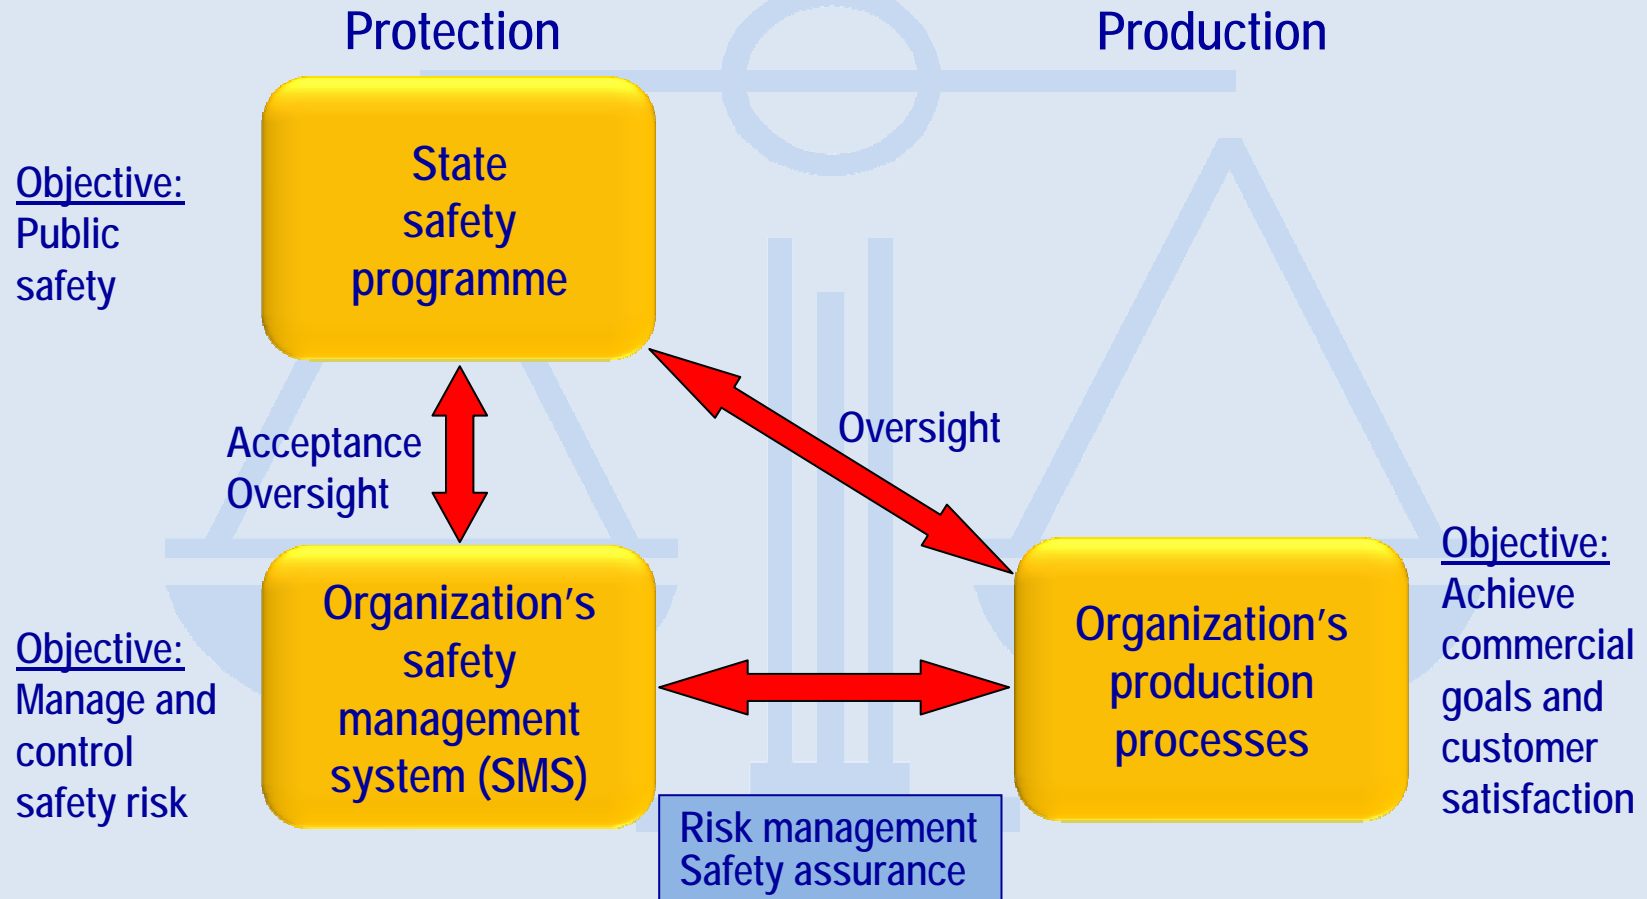 Protection
Production
Objective:
Public
safety
State
safety
programme
Acceptance
Oversight
Oversight
Objective:
Manage and
control
safety risk
Organization’s
safety
management
system (SMS)
Organization’s
production
processes
Objective:
Achieve
commercial
goals and
customer
satisfaction
Risk management
Safety assurance